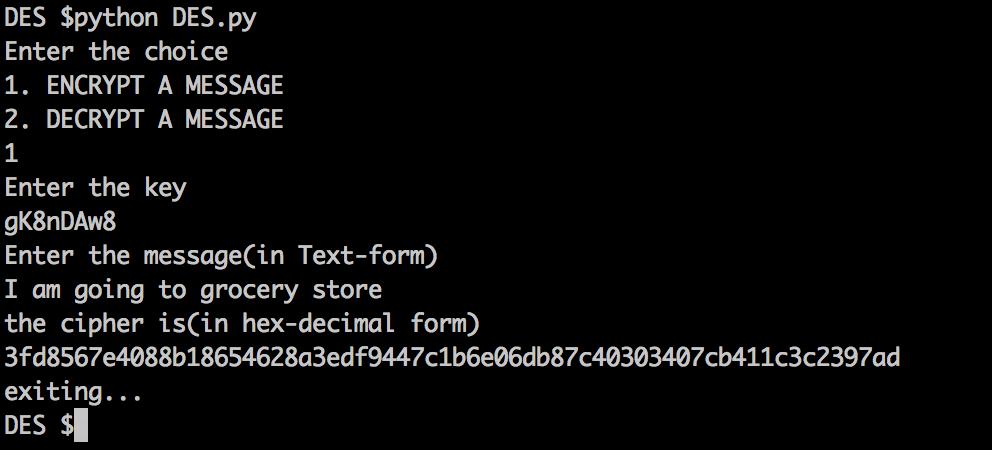 DES $python DES.py
Enter the choice
1. ENCRYPT A MESSAGE
2. DECRYPT A MESSAGE
1
Enter the key
gK8nDAw8
Enter the message(in Text-form)
I am going to grocery store
the cipher is(in hex-decimal form)
3fd8567e4088b18654628a3edf9447c1b6e06db87c40303407cb411c3c2397ad
exiting...
DES $